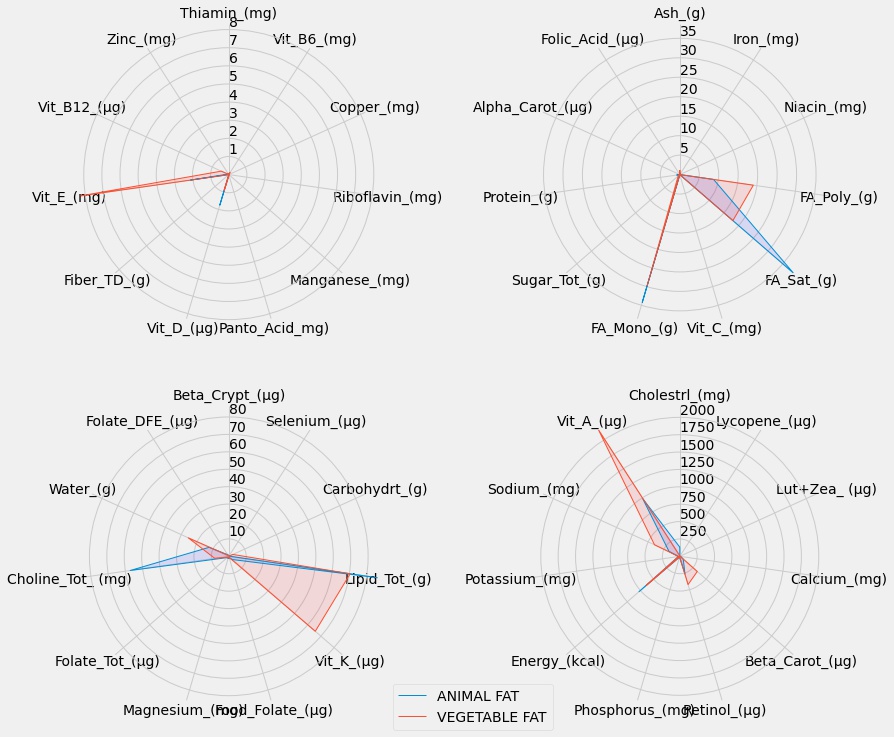 Thiamin_(mg)
Vit_B6_(mg)
Copper_(mg)
Riboflavin_(mg)
Manganese_(mg)
Panto_Acid_mg)
Vit_D_(µg)
Fiber_TD_(g)
Vit_E_(mg)
Vit_B12_(µg)
Zinc_(mg)
8
7
6
5
4
3
2
1
Ash_(g)
Iron_(mg)
Niacin_(mg)
FA_Poly_(g)
FA_Sat_(g)
Vit_C_(mg)
FA_Mono_(g)
Sugar_Tot_(g)
Protein_(g)
Alpha_Carot_(µg)
Folic_Acid_(µg)
35
30
25
20
15
10
5
Beta_Crypt_(µg)
Selenium_(µg)
Carbohydrt_(g)
Lipid_Tot_(g)
Vit_K_(µg)
Food_Folate_(µg)
Magnesium_(mg)
Folate_Tot_(µg)
Choline_Tot_ (mg)
Water_(g)
Folate_DFE_(µg)
80
70
60
50
40
30
20
10
Cholestrl_(mg)
Lycopene_(µg)
Lut+Zea_ (µg)
Calcium_(mg)
Beta_Carot_(µg)
Retinol_(µg)
Phosphorus_(mg)
Energy_(kcal)
Potassium_(mg)
Sodium_(mg)
Vit_A_(µg)
2000
1750
1500
1250
1000
750
500
250
ANIMAL FAT
VEGETABLE FAT